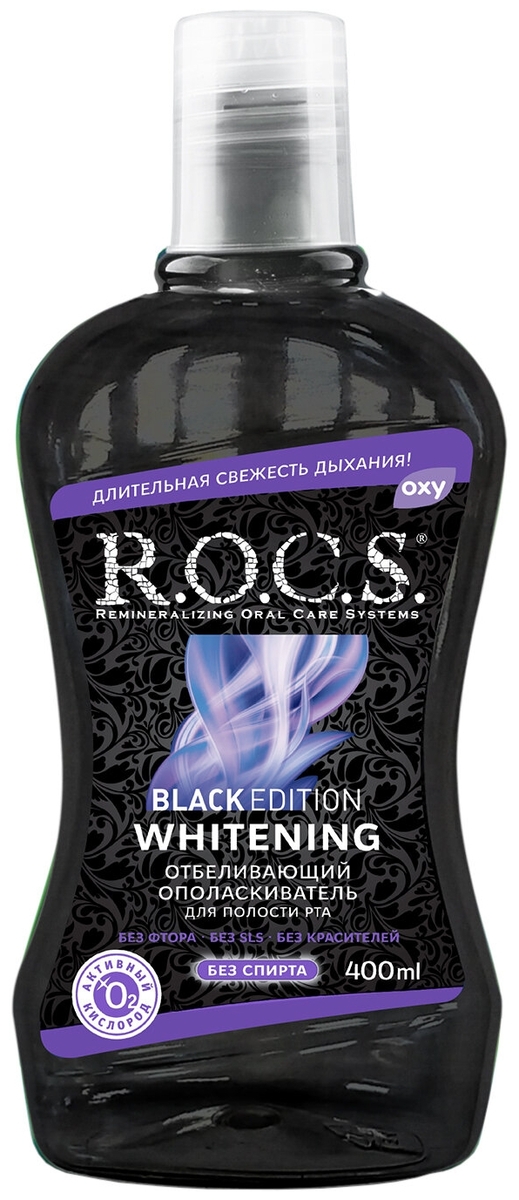 ДЛИТЕЛЬНАЯ СВЕЖЕСТЬ ДЫХАНИЯ!
oxy
R.O.C.S.®
REMINERALIZING ORAL CARE SYSTEMS
BLACK EDITION
WHITENING
ОТБЕЛИВАЮЩИЙ
ОПОЛАСКИВАТЕЛЬ
ДЛЯ ПОЛОСТИ РТА
БЕЗ ФТОРА · БЕЗ SLS · БЕЗ КРАСИТЕЛЕЙ
БЕЗ СПИРТА 400ml
АКТИВНЫЙ
O2
КИСЛОРОД